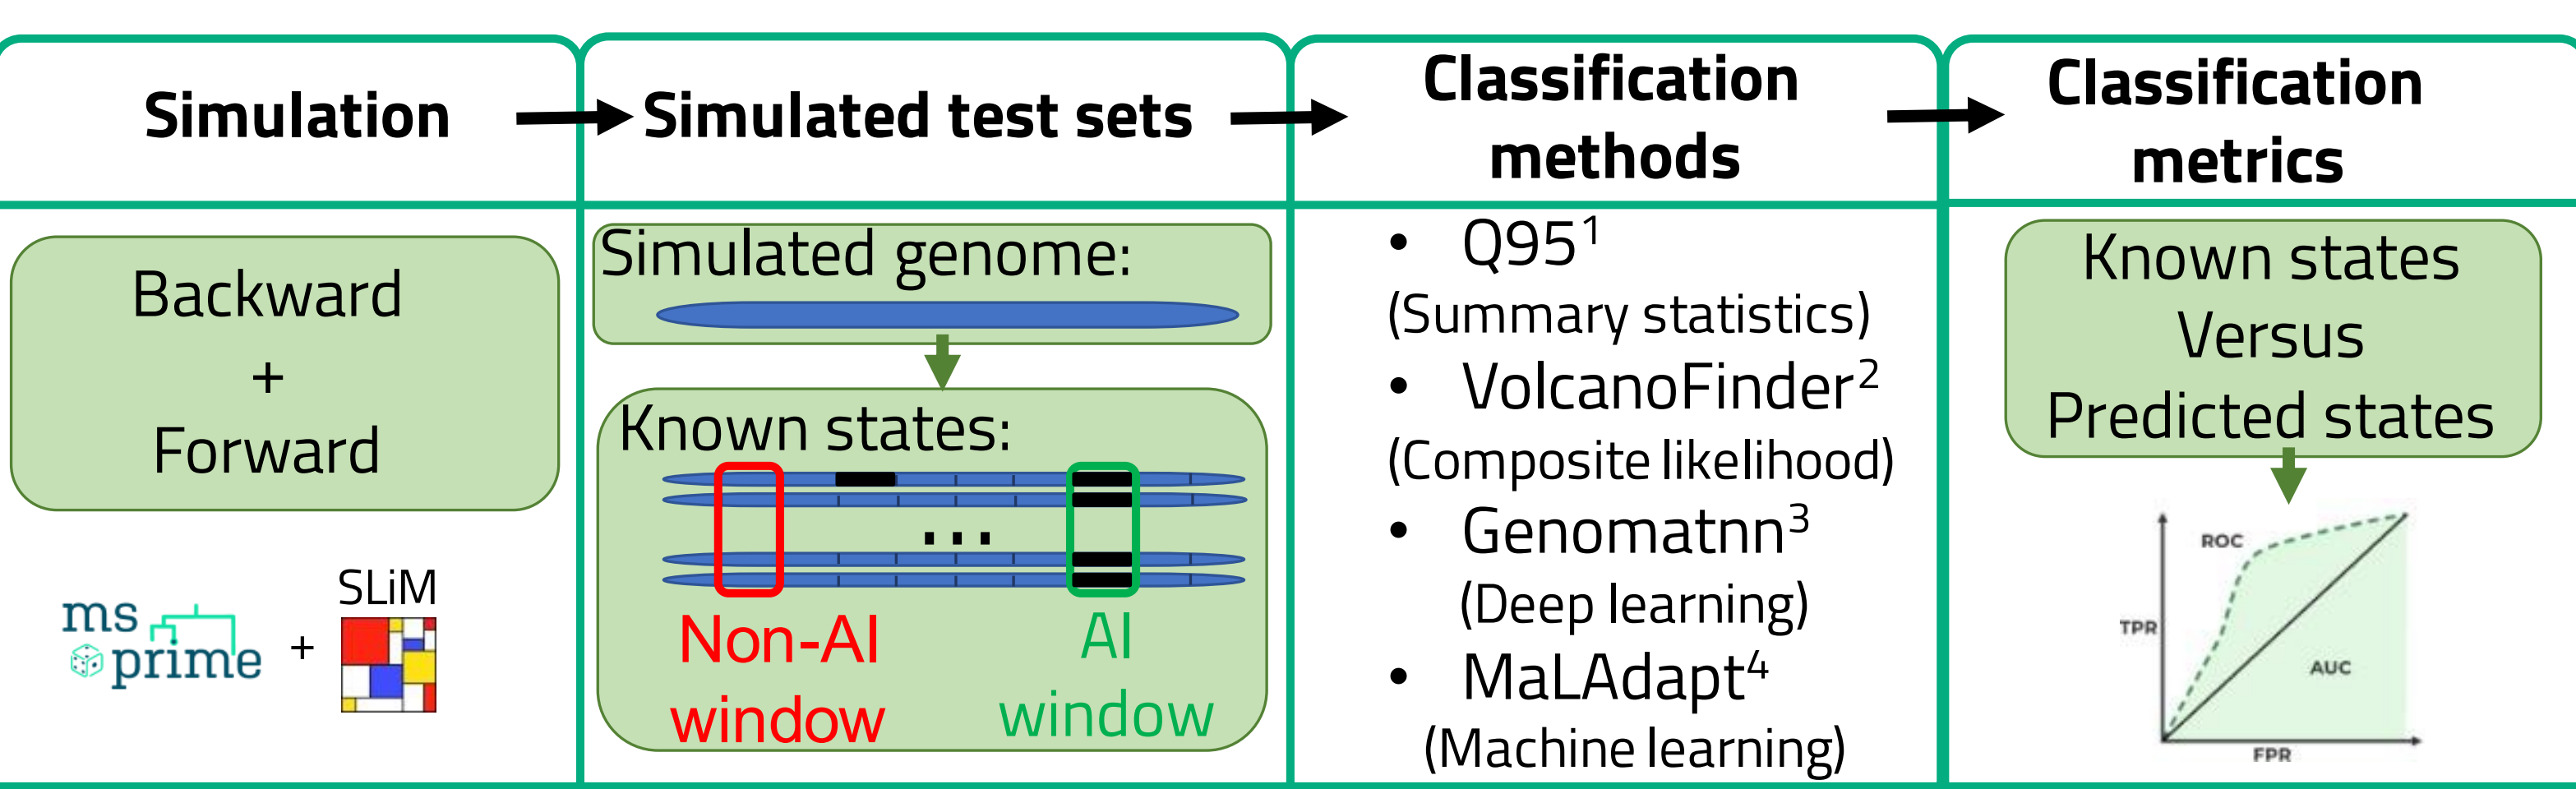 Simulation
Simulated test sets
Classification
methods
Classification
metrics
Backward
+
Forward
ms
prime
+
SLiM
Simulated genome:
Known states:
...
Non-AI
window
AI
window
• Q95¹
(Summary statistics)
• VolcanoFinder²
(Composite likelihood)
• Genomatnn³
(Deep learning)
• MaLAdapt⁴
(Machine learning)
Known states
Versus
Predicted states
ROC
TPR
AUC
FPR